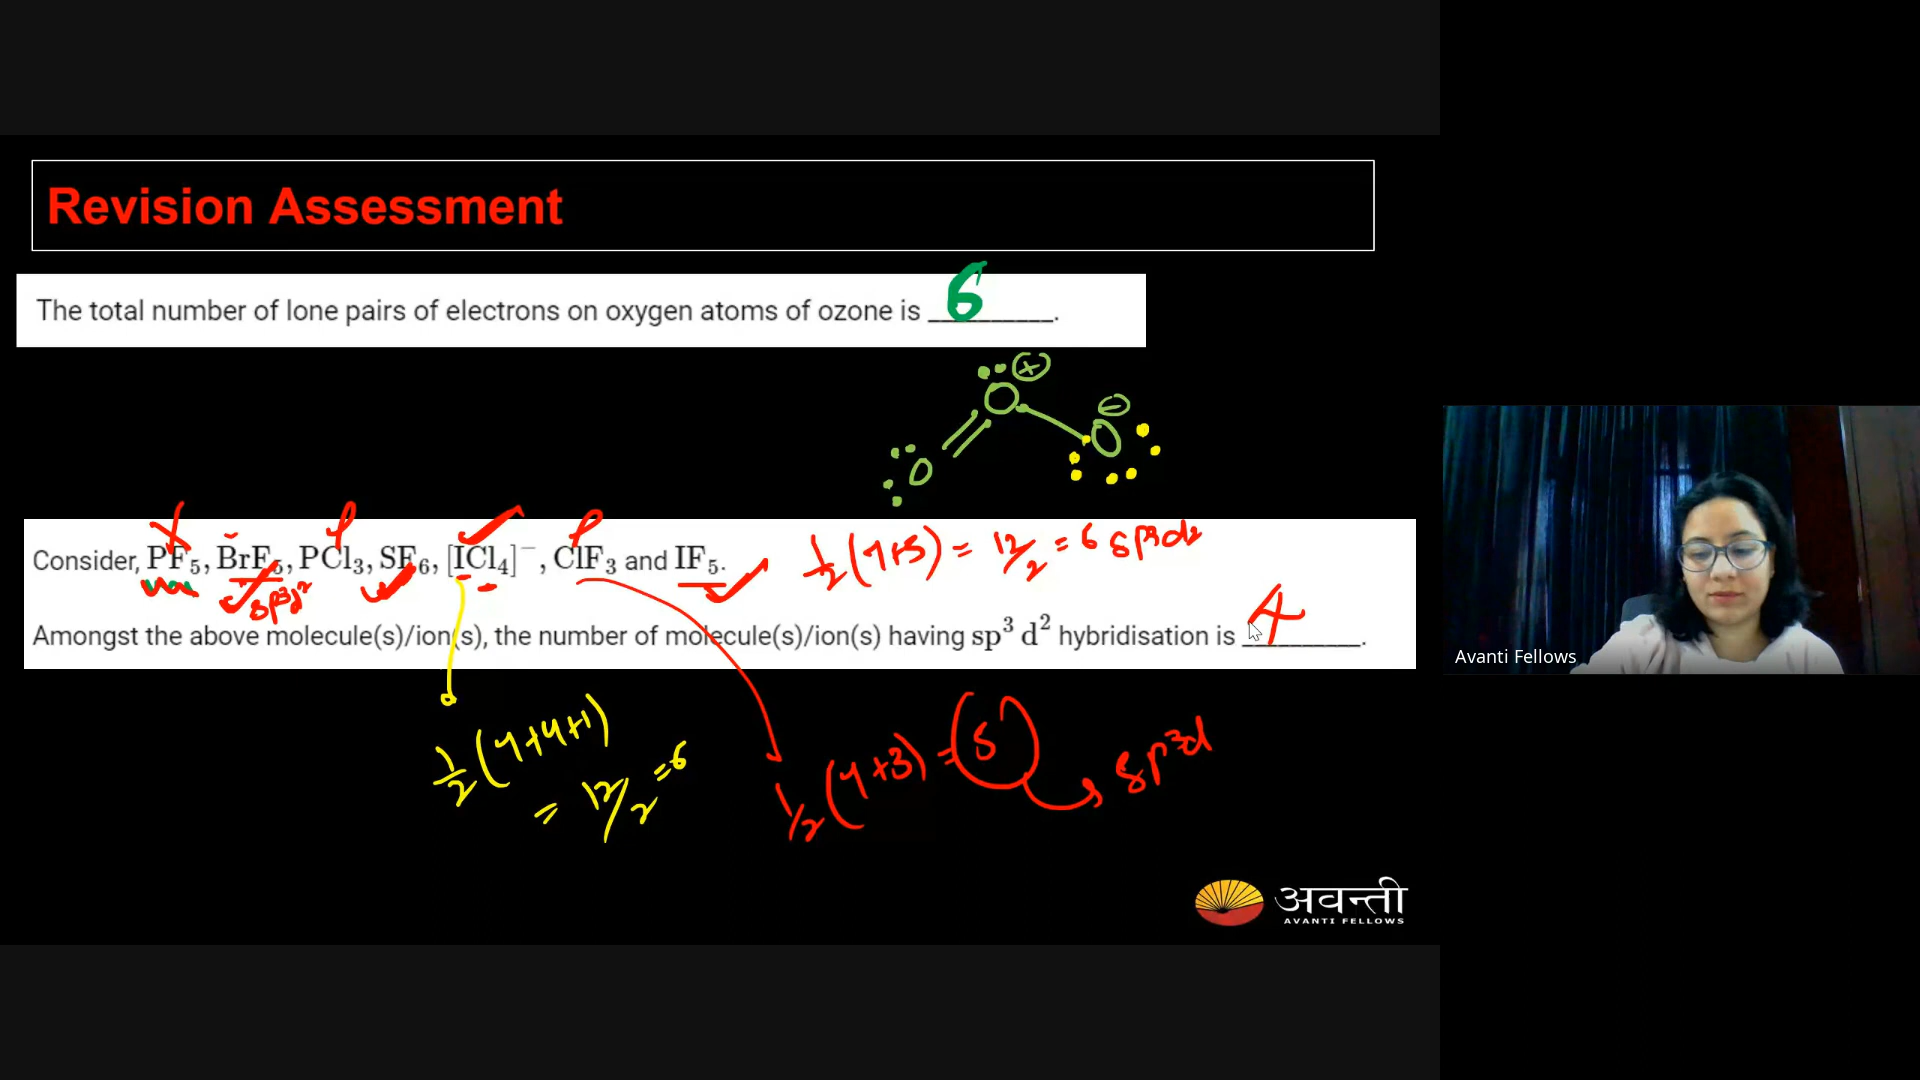 Revision Assessment
The total number of lone pairs of electrons on oxygen atoms of ozone is 6.
O ⊕
O ⊖
O
Consider, PF₅, BrF₅, PCl₃, SF₆, [ICl₄]⁻, ClF₃ and IF₅.
1/2 (7+5) = 12/2 = 6 sp³d²
sp³d²
Amongst the above molecule(s)/ion(s), the number of molecule(s)/ion(s) having sp³ d² hybridisation is 4.
1/2 (7+4+1)
= 12/2 = 6
1/2 (7+3) = 5
sp³d
Avanti Fellows
अवन्ती
AVANTI FELLOWS